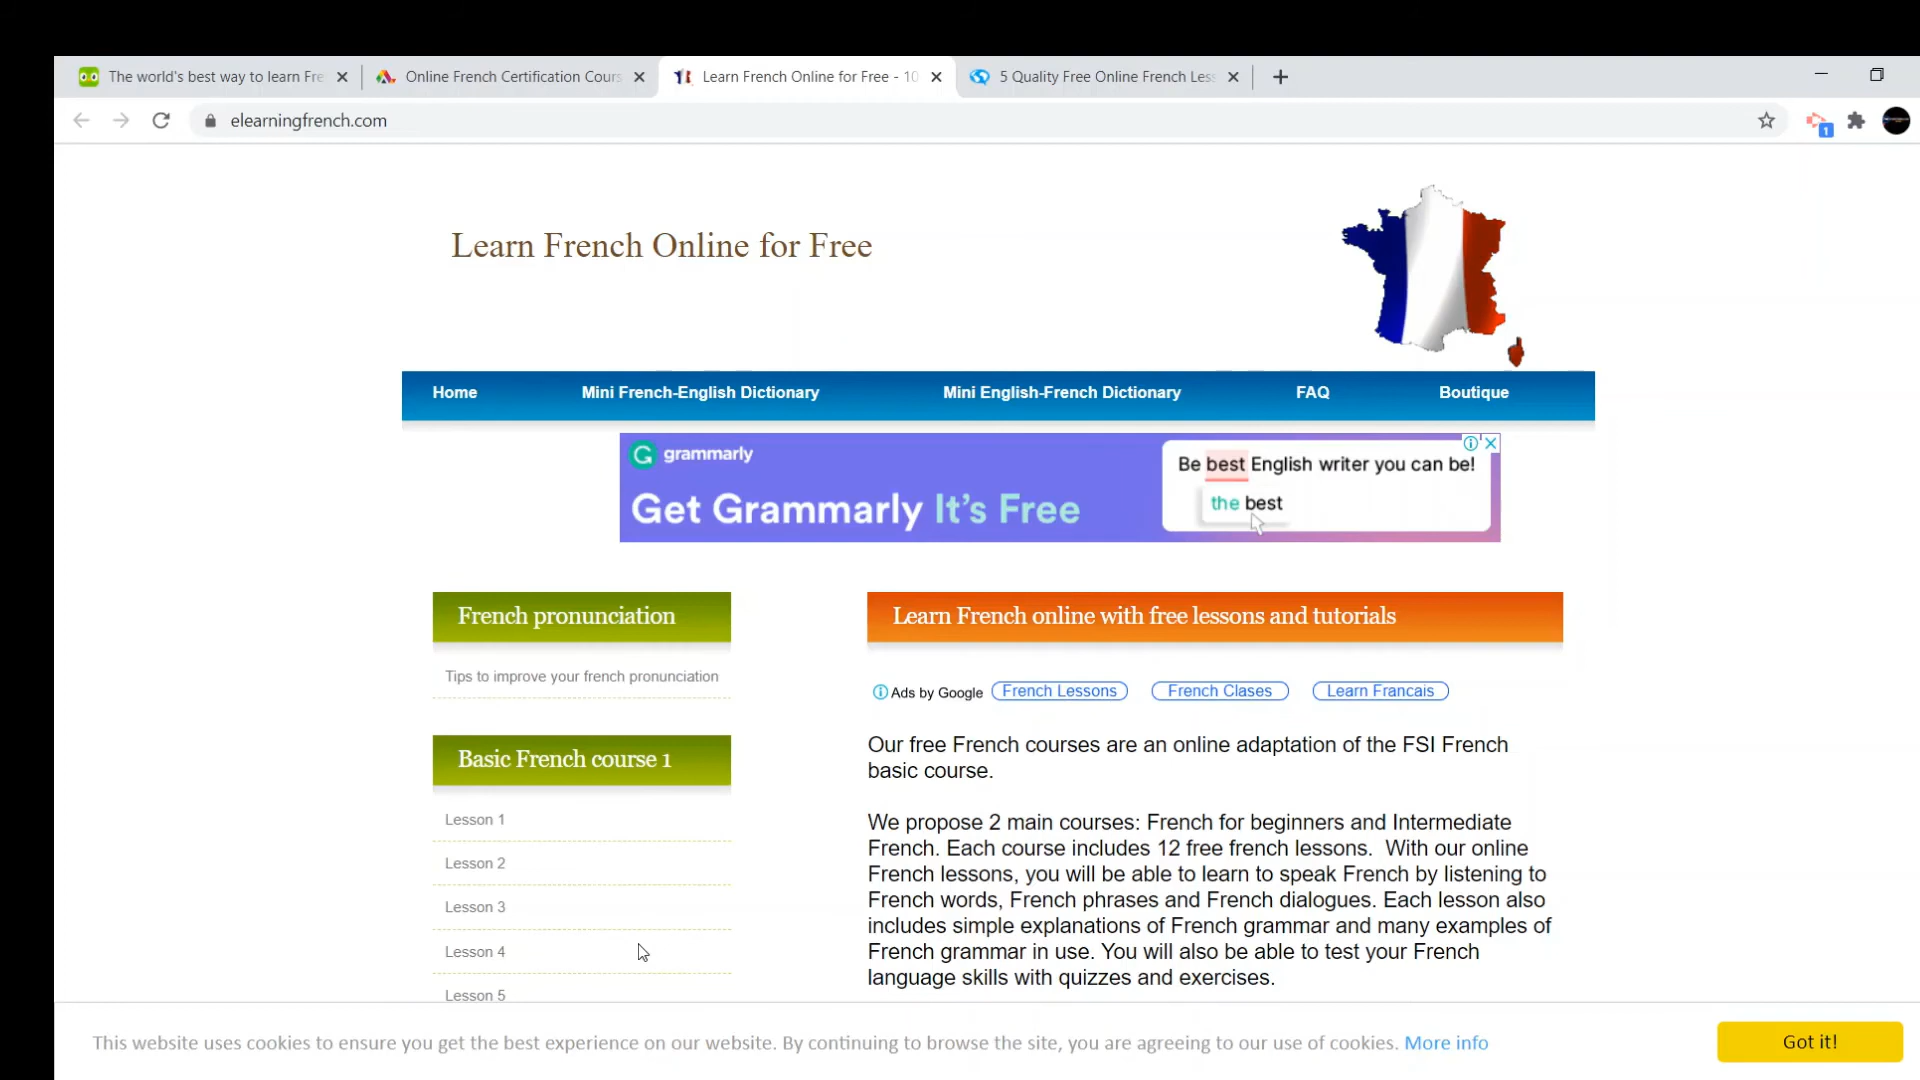 The world's best way to learn Fre
Online French Certification Cours
Learn French Online for Free - 10
5 Quality Free Online French Less
elearningfrench.com
1
Learn French Online for Free
Home
Mini French-English Dictionary
Mini English-French Dictionary
FAQ
Boutique
grammarly
Get Grammarly It's Free
Be best English writer you can be!
the best
French pronunciation
Tips to improve your french pronunciation
Basic French course 1
Lesson 1
Lesson 2
Lesson 3
Lesson 4
Lesson 5
Learn French online with free lessons and tutorials
Ads by Google
French Lessons
French Clases
Learn Francais
Our free French courses are an online adaptation of the FSI French
basic course.
We propose 2 main courses: French for beginners and Intermediate
French. Each course includes 12 free french lessons.  With our online
French lessons, you will be able to learn to speak French by listening to
French words, French phrases and French dialogues. Each lesson also
includes simple explanations of French grammar and many examples of
French grammar in use. You will also be able to test your French
language skills with quizzes and exercises.
This website uses cookies to ensure you get the best experience on our website. By continuing to browse the site, you are agreeing to our use of cookies. More info
Got it!